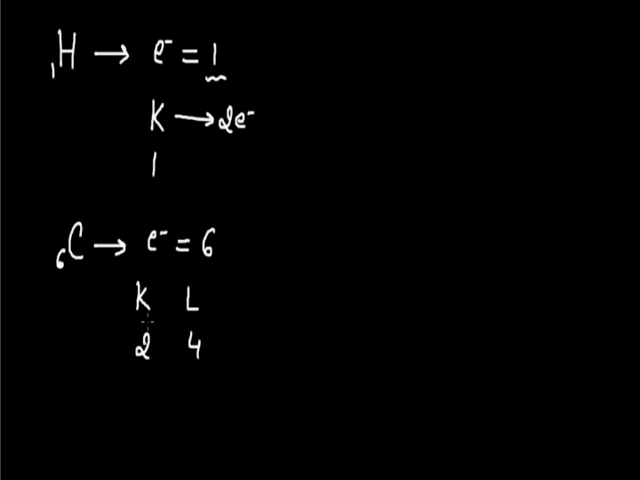 ₁H → e⁻ = 1
K → 2e⁻
1
₆C → e⁻ = 6
K L
2 4